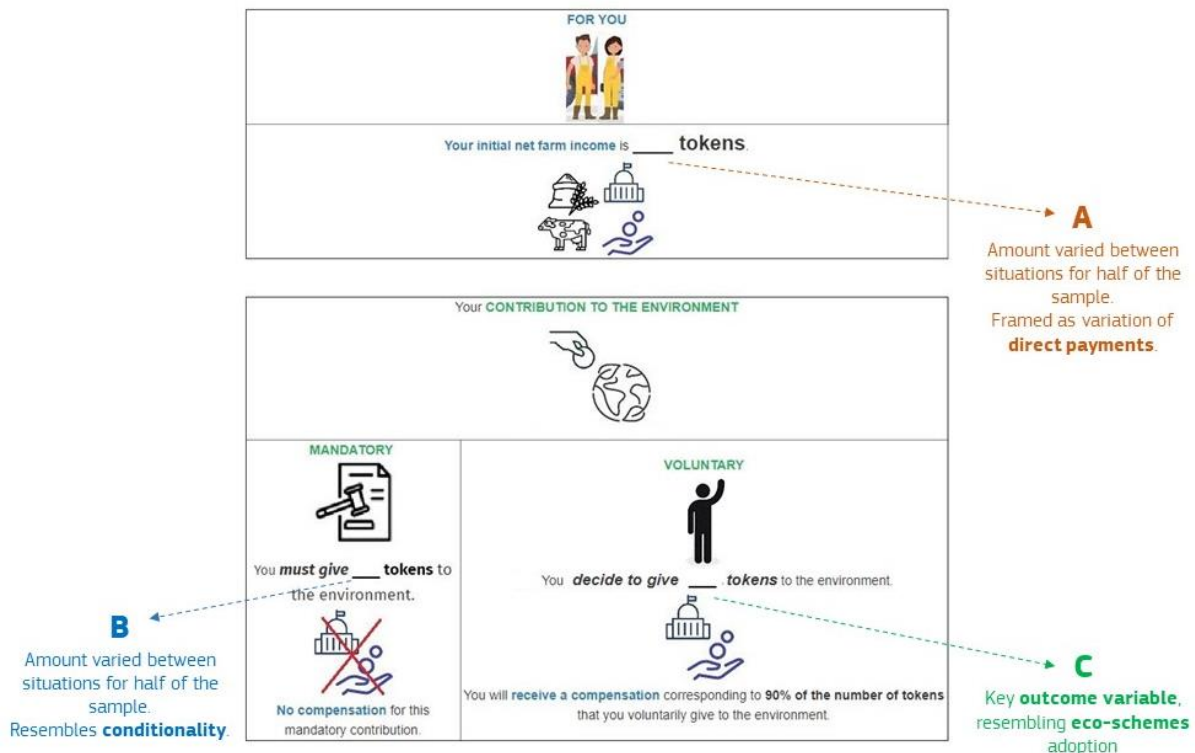 FOR YOU
Your initial net farm income is ____ tokens.
A
Amount varied between
situations for half of the
sample.
Framed as variation of
direct payments.
Your CONTRIBUTION TO THE ENVIRONMENT
MANDATORY
You must give ___ tokens to
the environment.
No compensation for this
mandatory contribution.
VOLUNTARY
You decide to give ___ . tokens to the environment.
You will receive a compensation corresponding to 90% of the number of tokens
that you voluntarily give to the environment.
B
Amount varied between
situations for half of the
sample.
Resembles conditionality.
C
Key outcome variable,
resembling eco-schemes
adoption